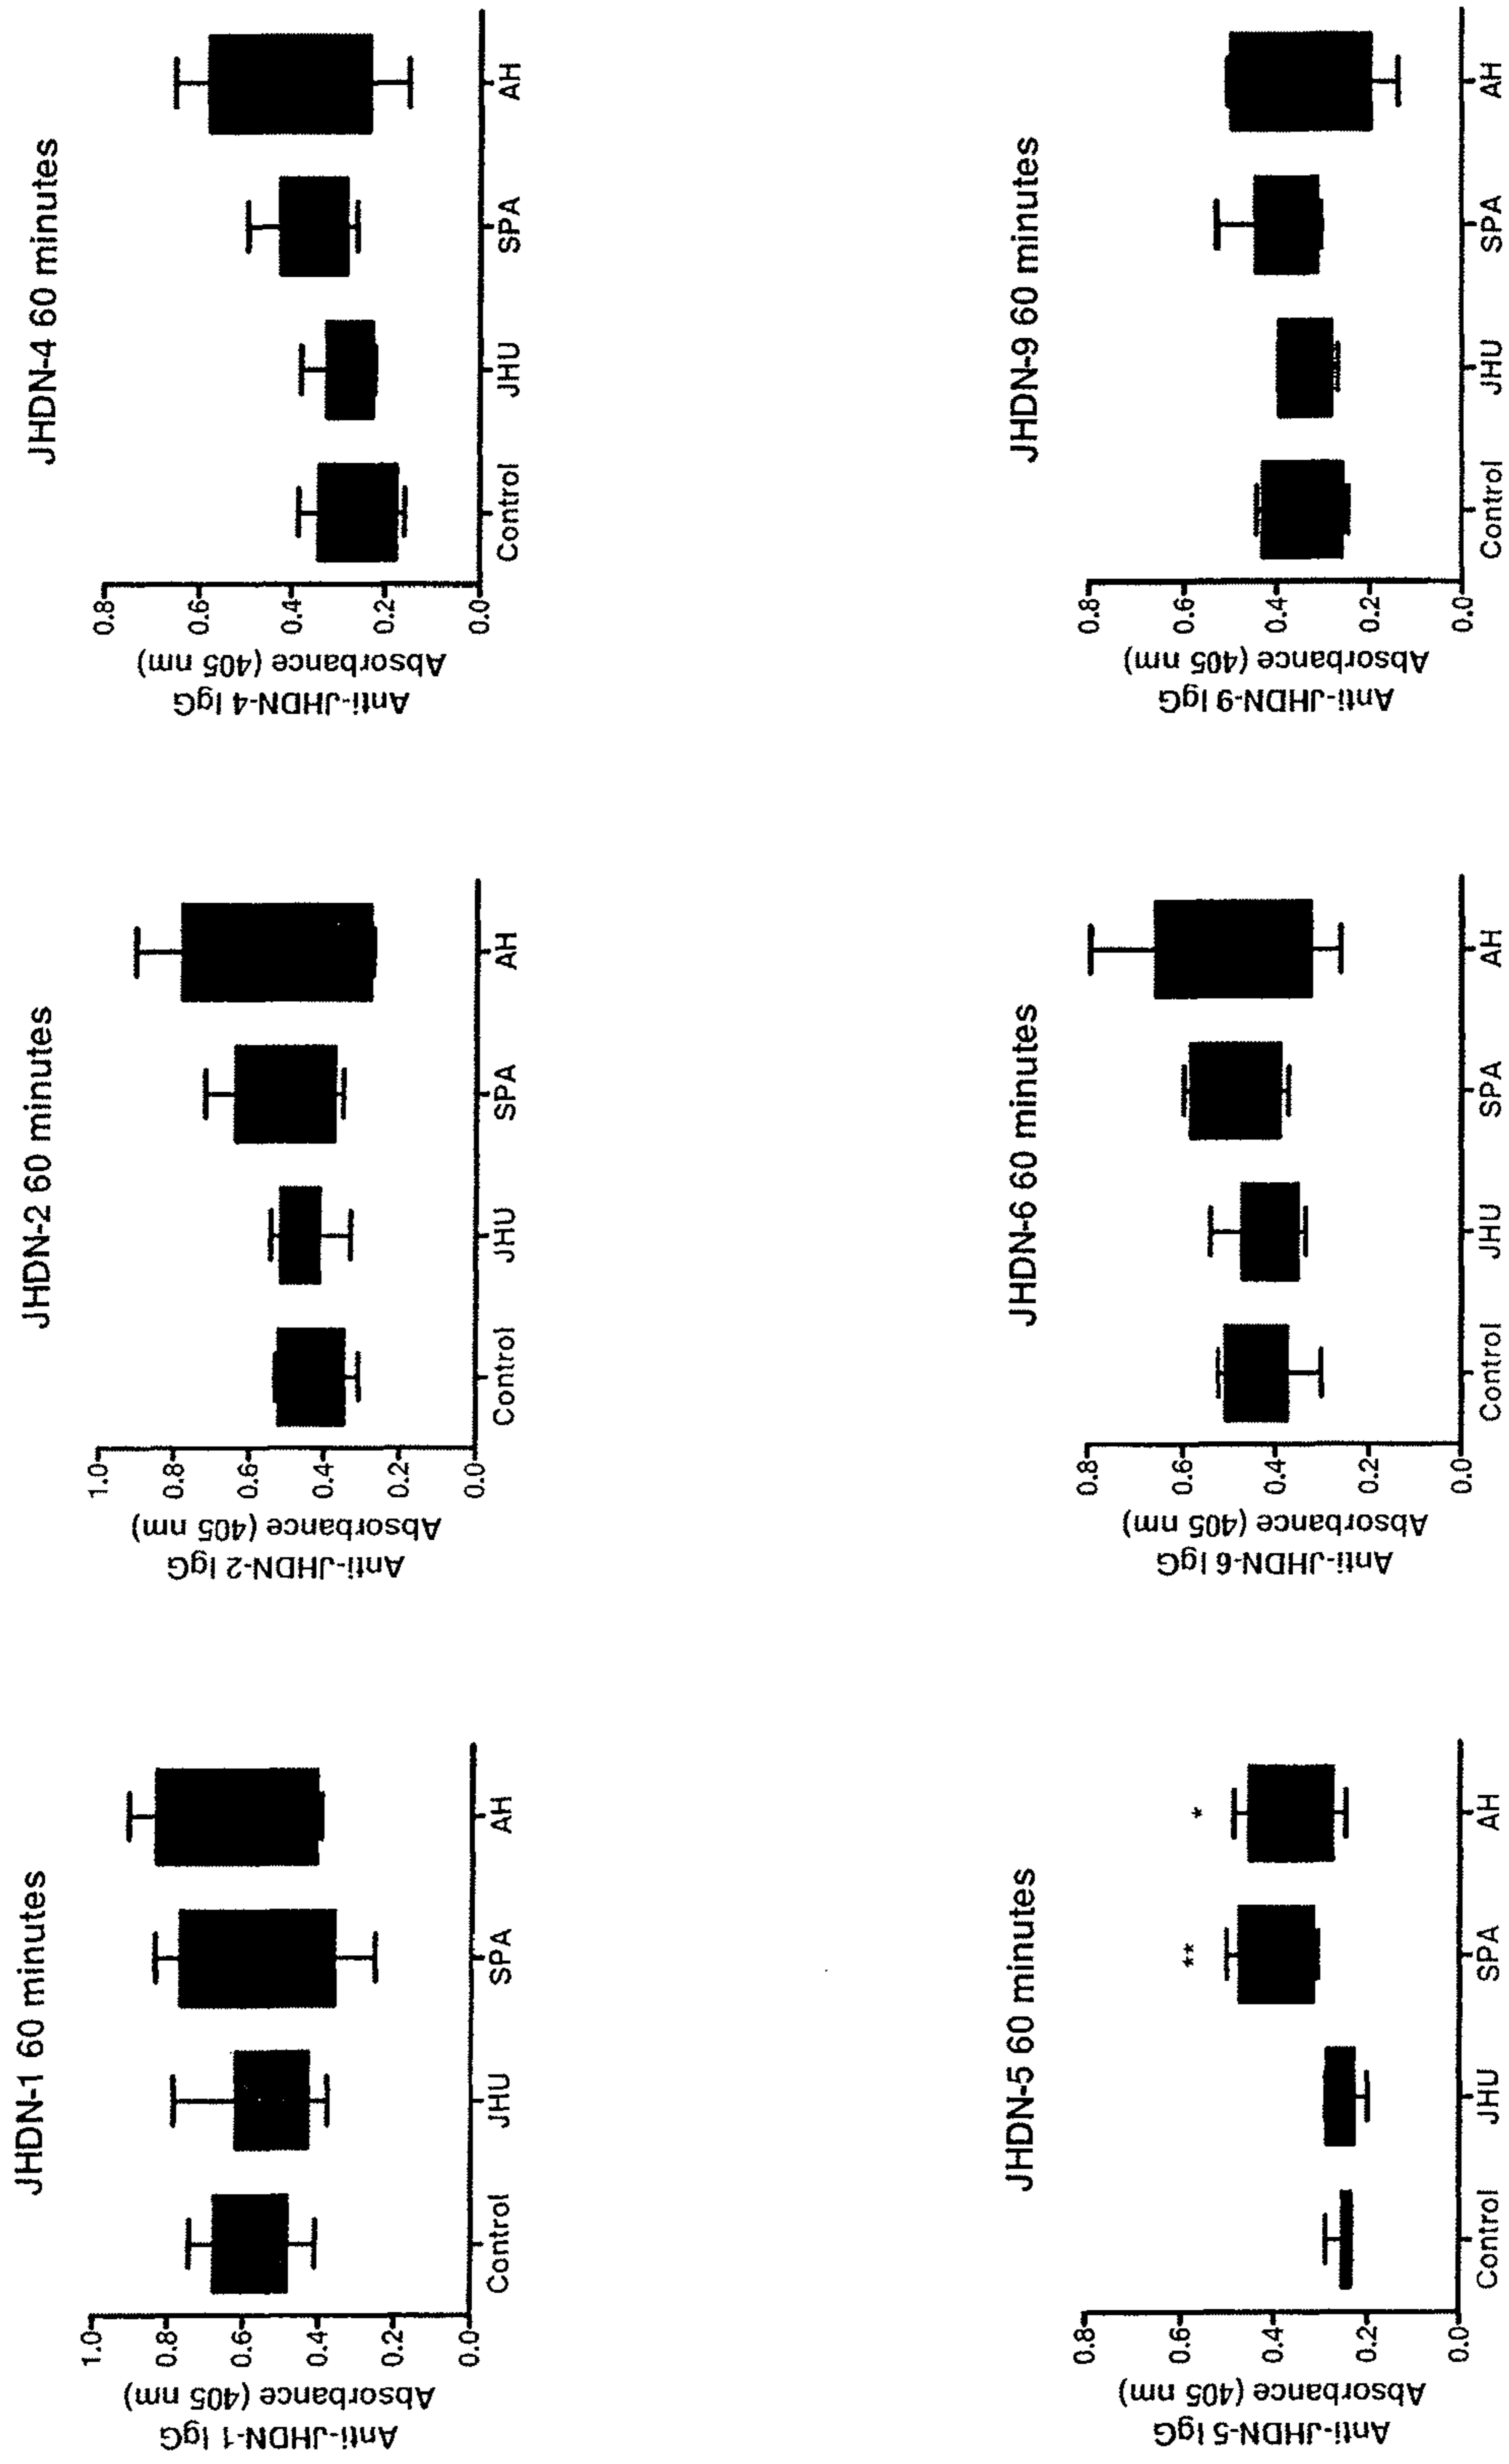 JHDN-1 60 minutes
Anti-JHDN-1 IgG
Absorbance (405 nm)
1.0
0.8
0.6
0.4
0.2
0.0
Control JHU SPA AH
JHDN-2 60 minutes
Anti-JHDN-2 IgG
Absorbance (405 nm)
1.0
0.8
0.6
0.4
0.2
0.0
Control JHU SPA AH
JHDN-4 60 minutes
Anti-JHDN-4 IgG
Absorbance (405 nm)
0.8
0.6
0.4
0.2
0.0
Control JHU SPA AH
JHDN-5 60 minutes
Anti-JHDN-5 IgG
Absorbance (405 nm)
0.8
0.6
0.4
0.2
0.0
** *
Control JHU SPA AH
JHDN-6 60 minutes
Anti-JHDN-6 IgG
Absorbance (405 nm)
0.8
0.6
0.4
0.2
0.0
Control JHU SPA AH
JHDN-9 60 minutes
Anti-JHDN-9 IgG
Absorbance (405 nm)
0.8
0.6
0.4
0.2
0.0
Control JHU SPA AH